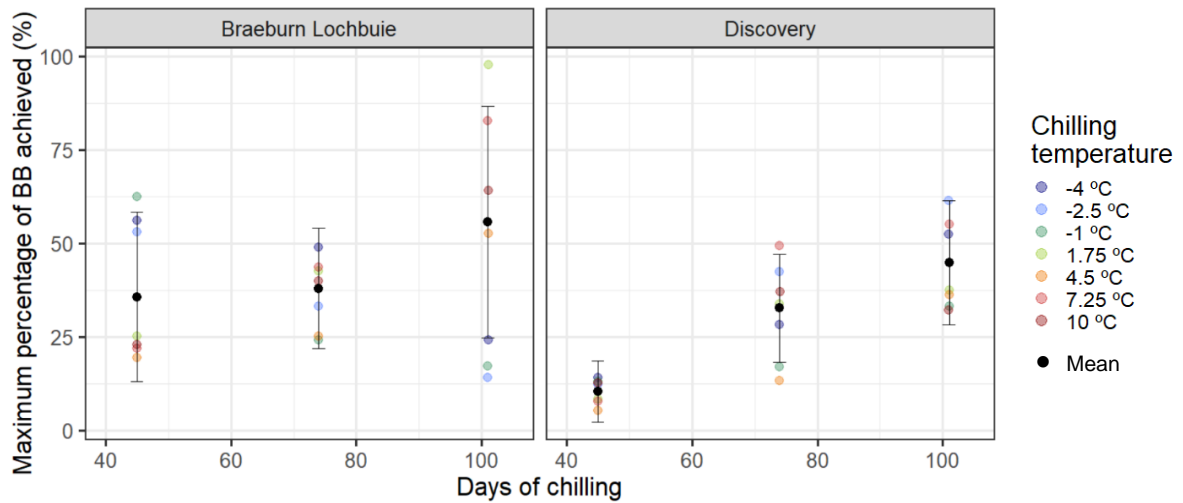 Braeburn Lochbuie
Discovery
Maximum percentage of BB achieved (%)
100
75
50
25
0
40
60
80
100
40
60
80
100
Days of chilling
Chilling
temperature
-4 ºC
-2.5 ºC
-1 ºC
1.75 ºC
4.5 ºC
7.25 ºC
10 ºC
Mean